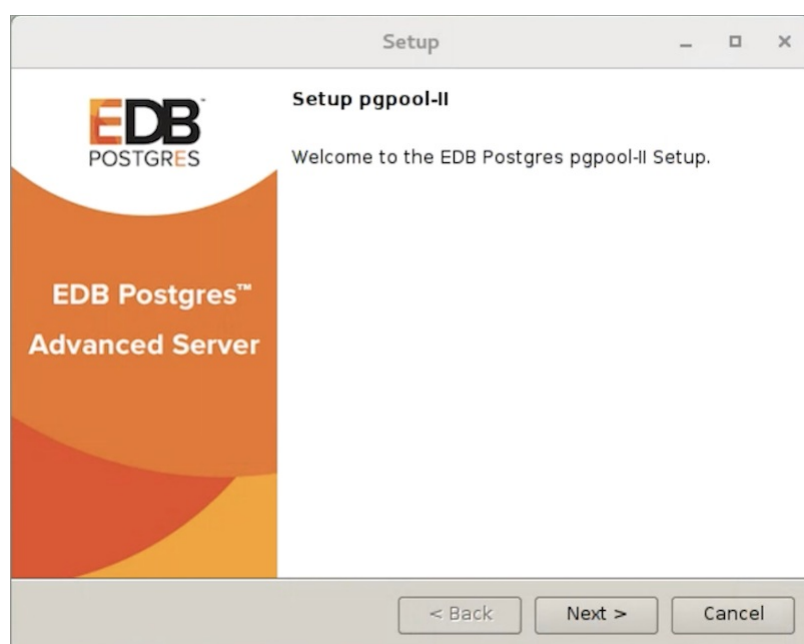 Setup
EDB
POSTGRES
EDB Postgres™
Advanced Server
Setup pgpool-II
Welcome to the EDB Postgres pgpool-II Setup.
< Back
Next >
Cancel